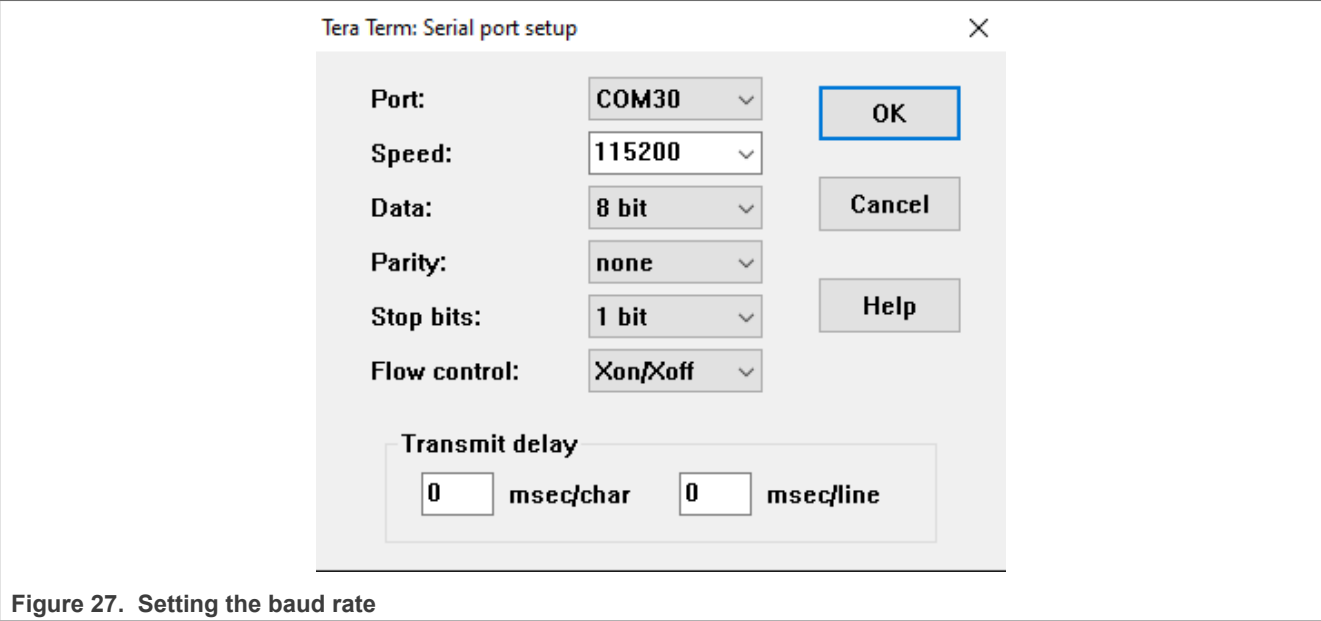 Tera Term: Serial port setup
Port: COM30 OK
Speed: 115200
Data: 8 bit Cancel
Parity: none
Stop bits: 1 bit Help
Flow control: Xon/Xoff
Transmit delay
0 msec/char 0 msec/line
Figure 27. Setting the baud rate